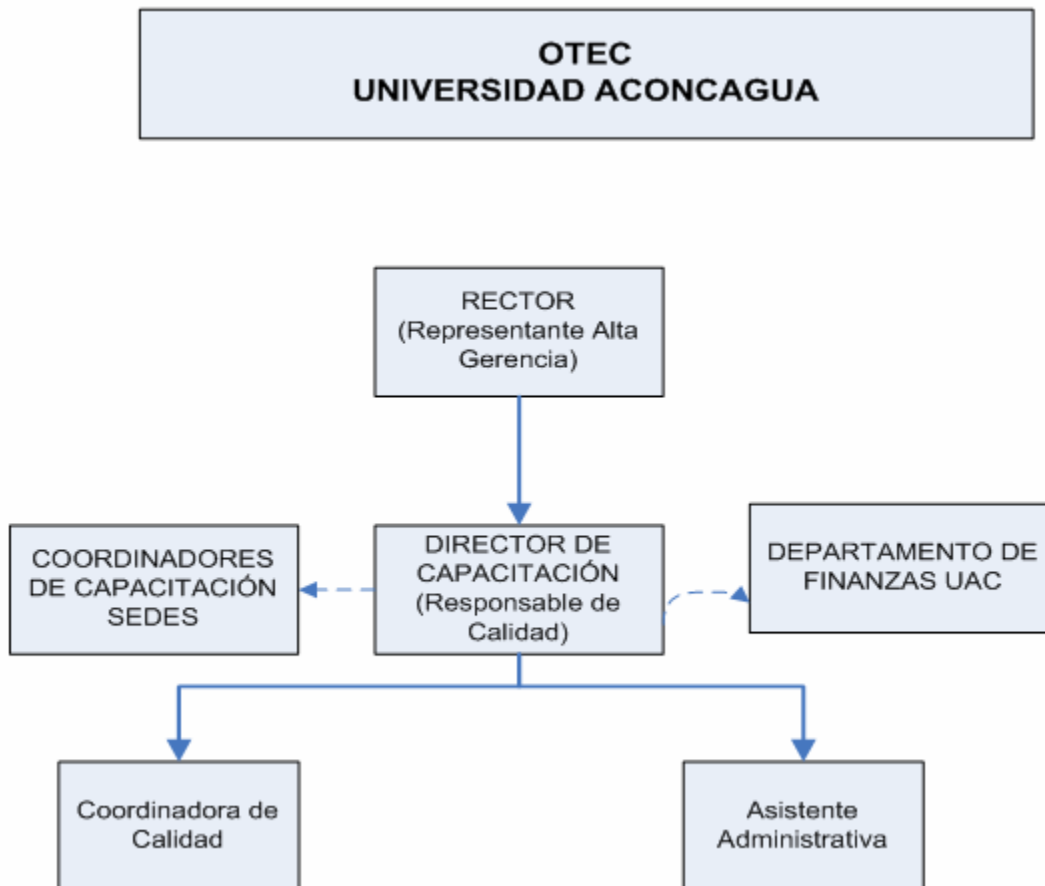 OTEC
UNIVERSIDAD ACONCAGUA
RECTOR
(Representante Alta
Gerencia)
COORDINADORES
DE CAPACITACIÓN
SEDES
DIRECTOR DE
CAPACITACIÓN
(Responsable de
Calidad)
DEPARTAMENTO DE
FINANZAS UAC
Coordinadora de
Calidad
Asistente
Administrativa